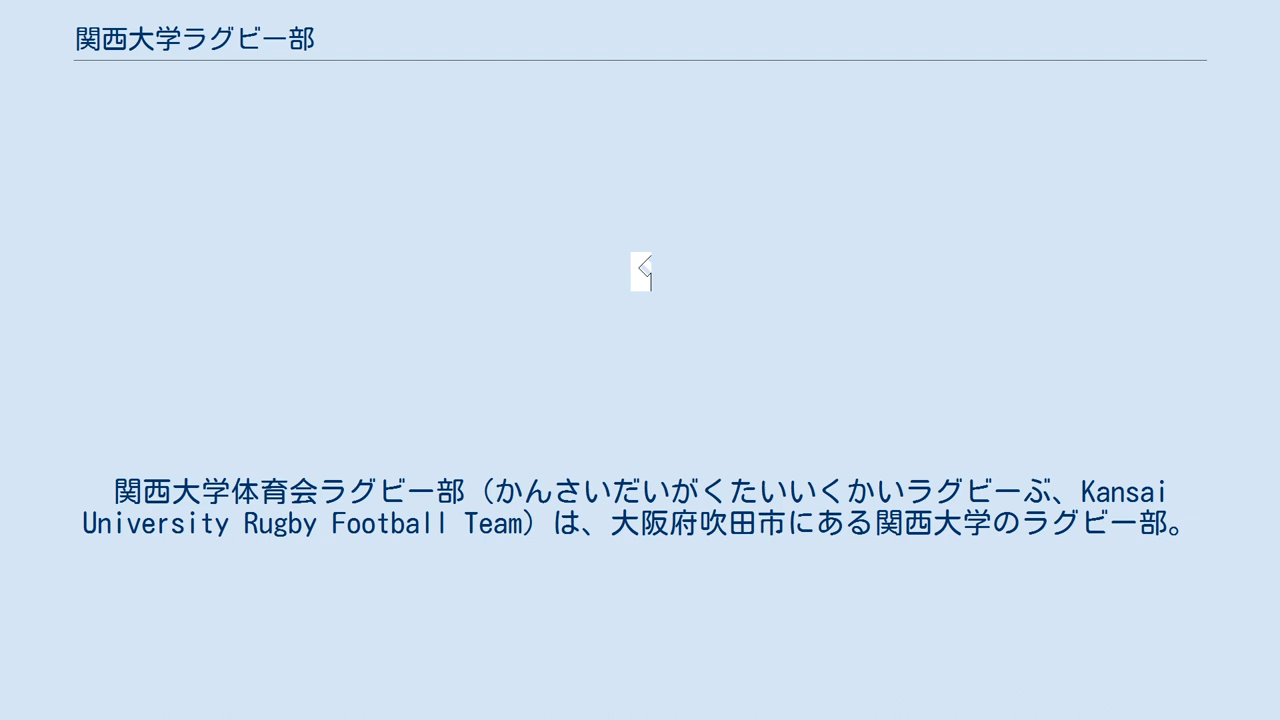 関西大学ラグビー部
関西大学体育会ラグビー部（かんさいだいがくたいいくかいラグビーぶ、Kansai
University Rugby Football Team）は、大阪府吹田市にある関西大学のラグビー部。